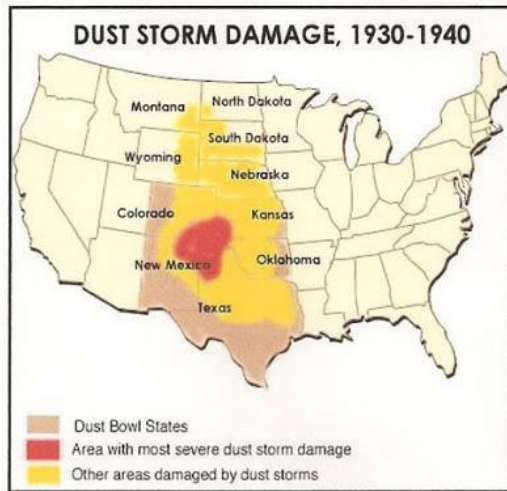 DUST STORM DAMAGE, 1930-1940
Montana
North Dakota
South Dakota
Wyoming
Nebraska
Colorado
Kansas
New Mexico
Oklahoma
Texas
Dust Bowl States
Area with most severe dust storm damage
Other areas damaged by dust storms